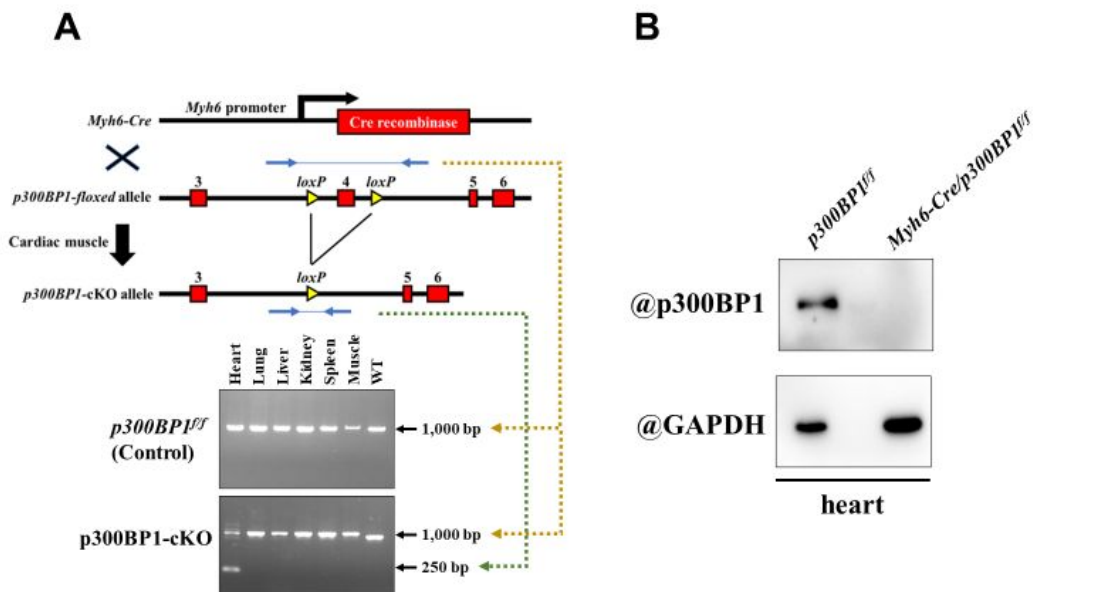 A
B
Myh6 promoter
Myh6-Cre
Cre recombinase
3 loxP 4 loxP 5 6
p300BP1-floxed allele
Cardiac muscle
3 loxP 5 6
p300BP1-cKO allele
Heart Lung Liver Kidney Spleen Muscle WT
p300BP1f/f
(Control)
1,000 bp
p300BP1-cKO
1,000 bp
250 bp
p300BP1f/f
Myh6-Cre/p300BP1f/f
@p300BP1
@GAPDH
heart